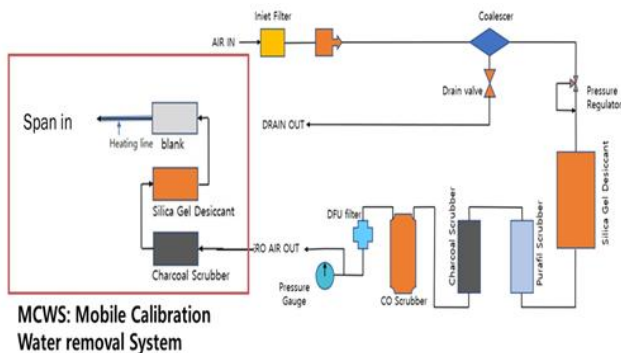 Inlet Filter
Coalescer
AIR IN
Drain valve
Pressure
Regulator
DRAIN OUT
Span in
Heating line
blank
Silica Gel Desiccant
Silica Gel Desiccant
DFU filter
Charcoal Scrubber
Purafil Scrubber
RO AIR OUT
Charcoal Scrubber
Pressure
Gauge
CO Scrubber
MCWS: Mobile Calibration
Water removal System